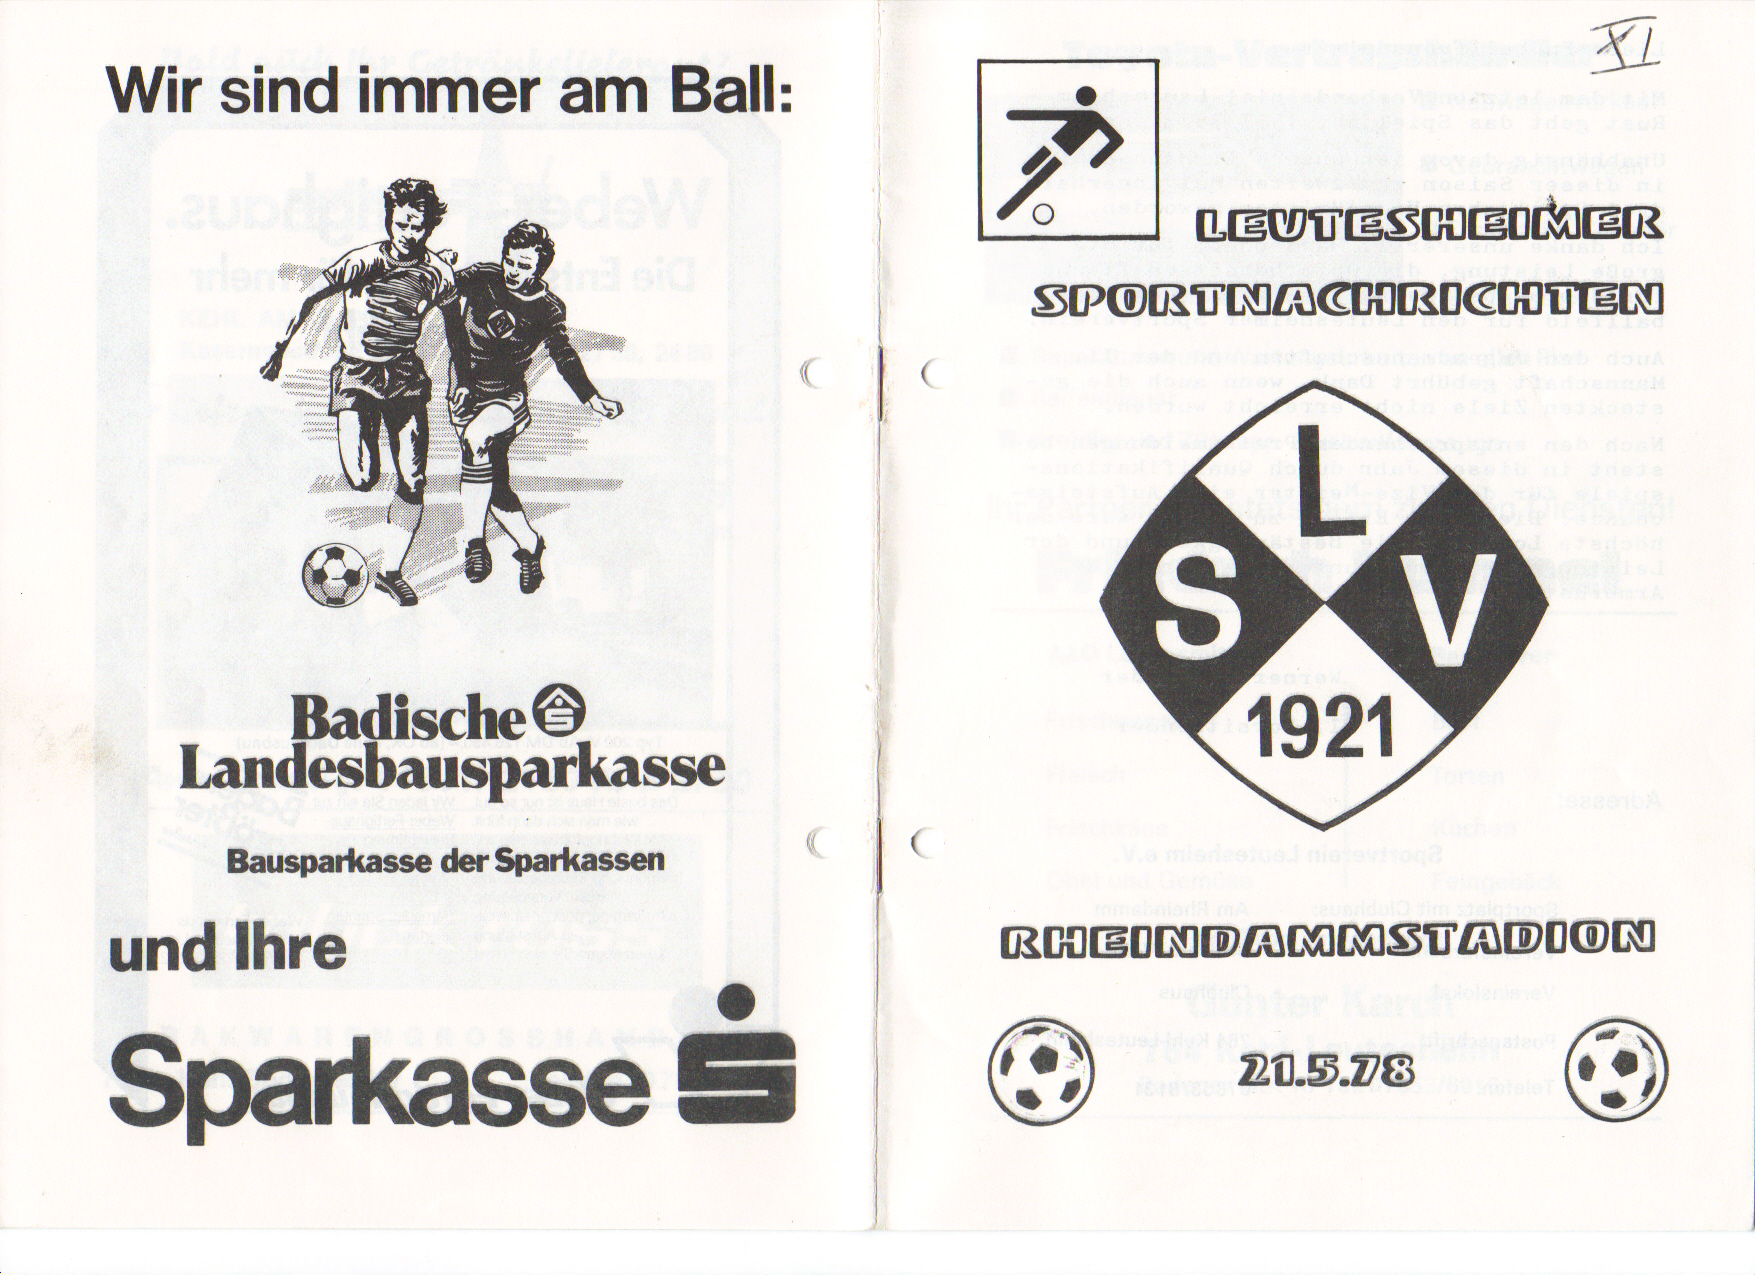 Wir sind immer am Ball:
Badische
Landesbausparkasse
Bausparkasse der Sparkassen
und Ihre
Sparkasse
XI
LEUTESHEIMER
SPORTNACHRICHTEN
L
S V
1921
RHEINDAMMSTADION
21.5.78